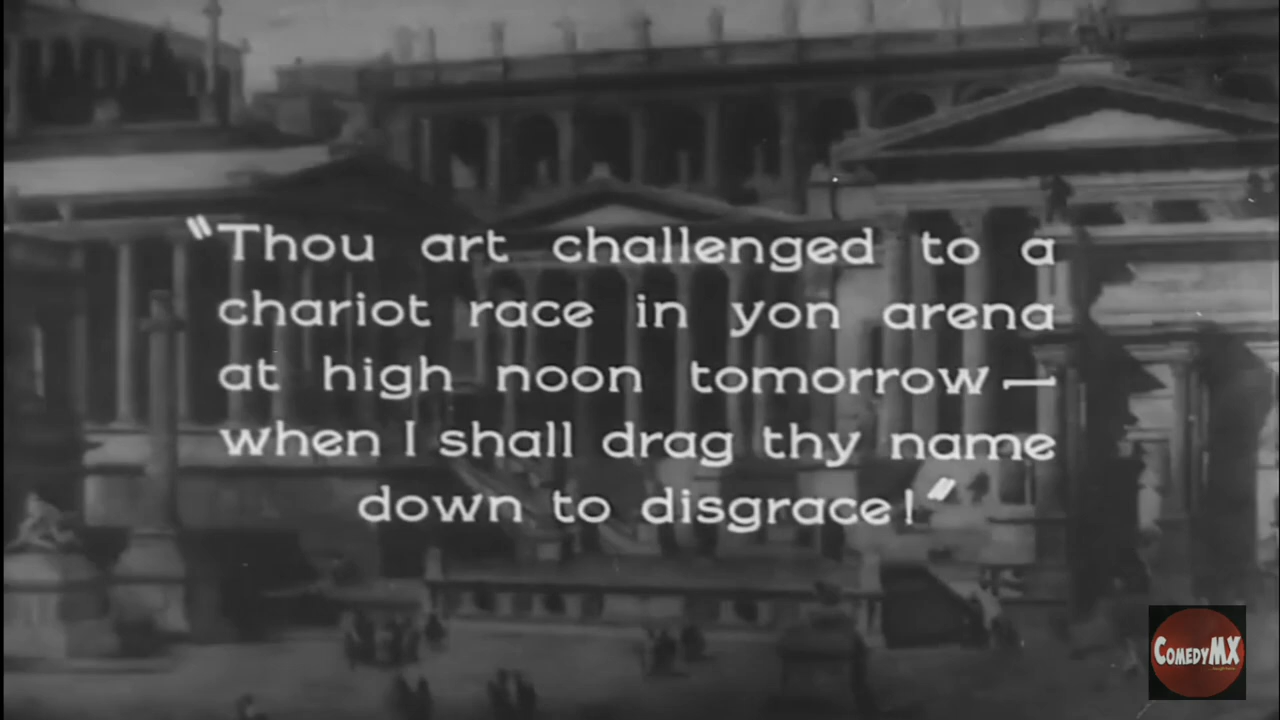 "Thou art challenged to a
chariot race in yon arena
at high noon tomorrow—
when I shall drag thy name
down to disgrace!"
COMEDYMX